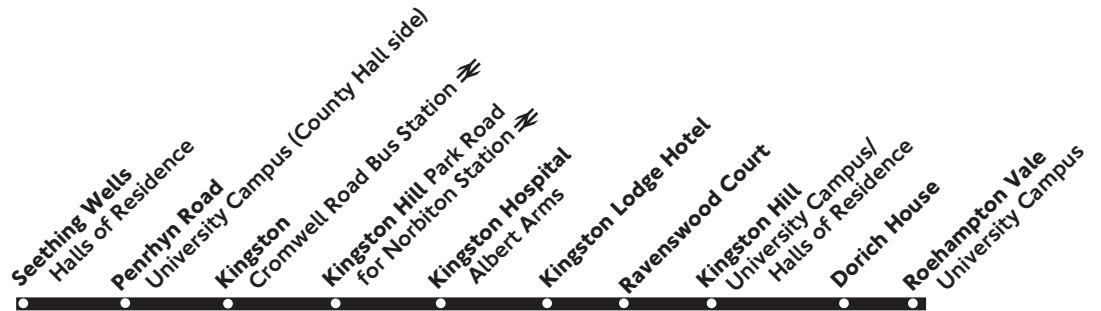 Seething Wells
Halls of Residence
Penrhyn Road
University Campus (County Hall side)
Kingston
Cromwell Road Bus Station
Kingston Hill Park Road
for Norbiton Station
Kingston Hospital
Albert Arms
Kingston Lodge Hotel
Ravenswood Court
Kingston Hill
University Campus/
Halls of Residence
Dorich House
Roehampton Vale
University Campus